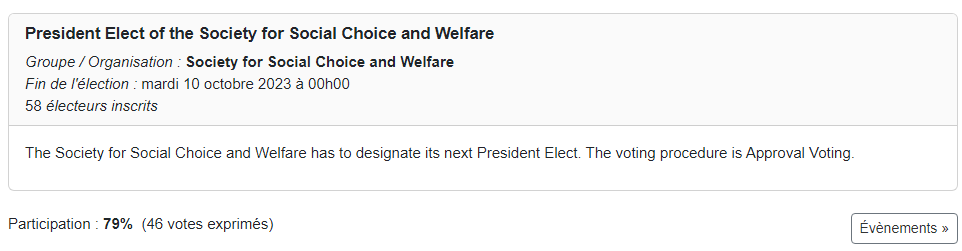 President Elect of the Society for Social Choice and Welfare
Groupe / Organisation : Society for Social Choice and Welfare
Fin de l'élection : mardi 10 octobre 2023 à 00h00
58 électeurs inscrits
The Society for Social Choice and Welfare has to designate its next President Elect. The voting procedure is Approval Voting.
Participation : 79% (46 votes exprimés)
Évènements »